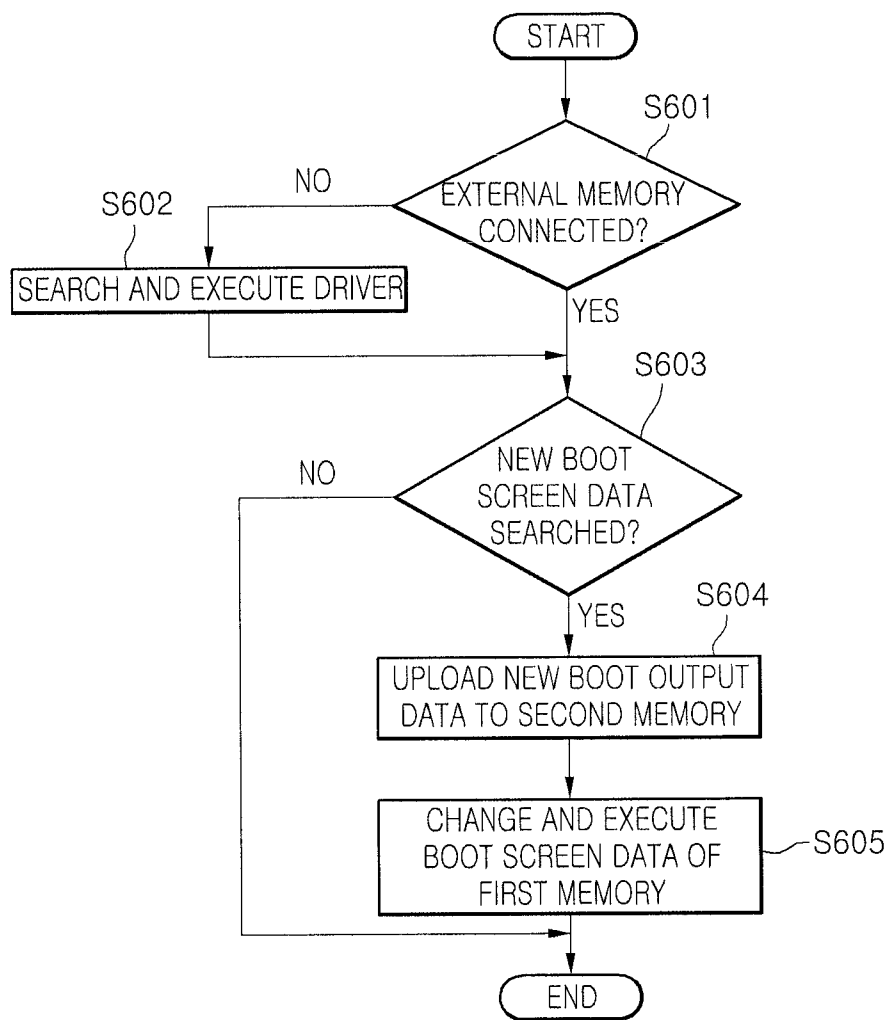 START
S601
EXTERNAL MEMORY
CONNECTED?
NO
YES
S602
SEARCH AND EXECUTE DRIVER
S603
NEW BOOT
SCREEN DATA
SEARCHED?
NO
YES
S604
UPLOAD NEW BOOT OUTPUT
DATA TO SECOND MEMORY
CHANGE AND EXECUTE
BOOT SCREEN DATA OF
FIRST MEMORY
S605
END